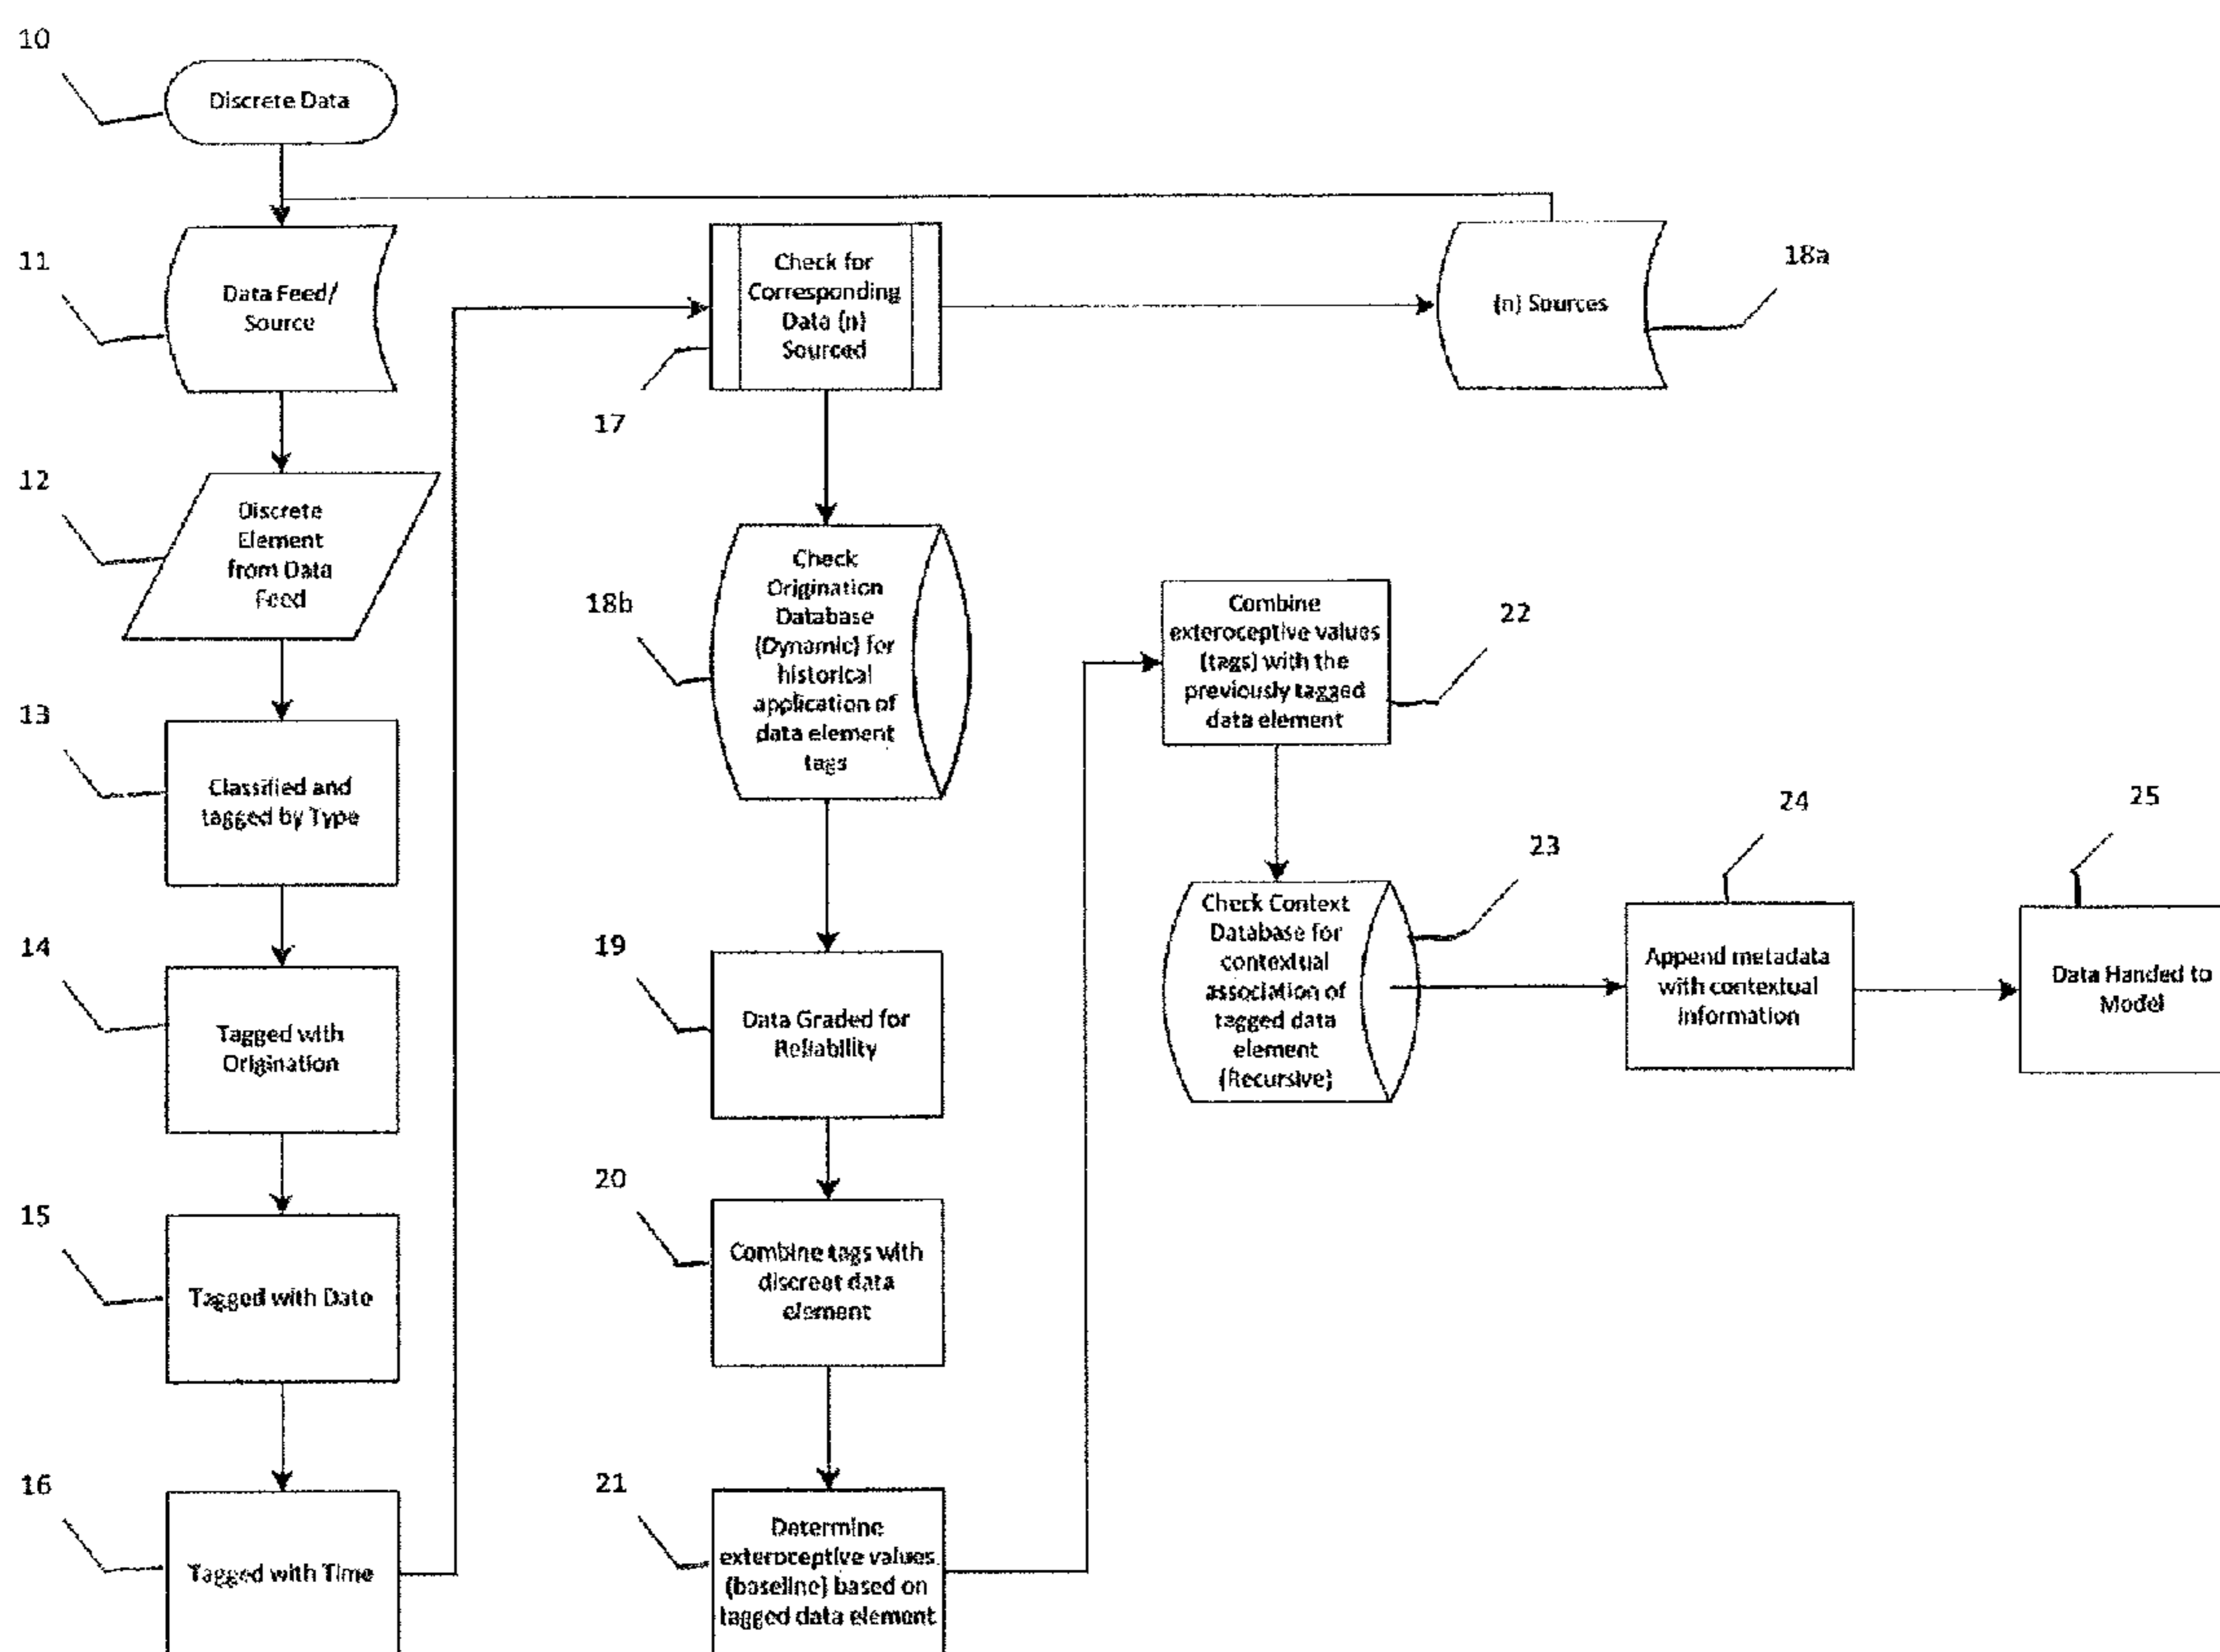 10
Discrete Data
11
Data Feed/
Source
12
Discrete
Element
from Data
Feed
13
Classified and
tagged by Type
14
Tagged with
Origination
15
Tagged with Date
16
Tagged with Time
Check for
Corresponding
Data (n)
Sourced
17
(n) Sources
18a
18b
Check
Origination
Database
(Dynamic) for
historical
application of
data element
tags
19
Data Graded for
Reliability
20
Combine tags with
discreet data
element
21
Determine
exteroceptive values
(baseline) based on
tagged data element
Combine
exteroceptive values
(tags) with the
previously tagged
data element
22
23
Check Context
Database for
contextual
association of
tagged data
element
(Recursive)
24
Append metadata
with contextual
information
25
Data Handed to
Model